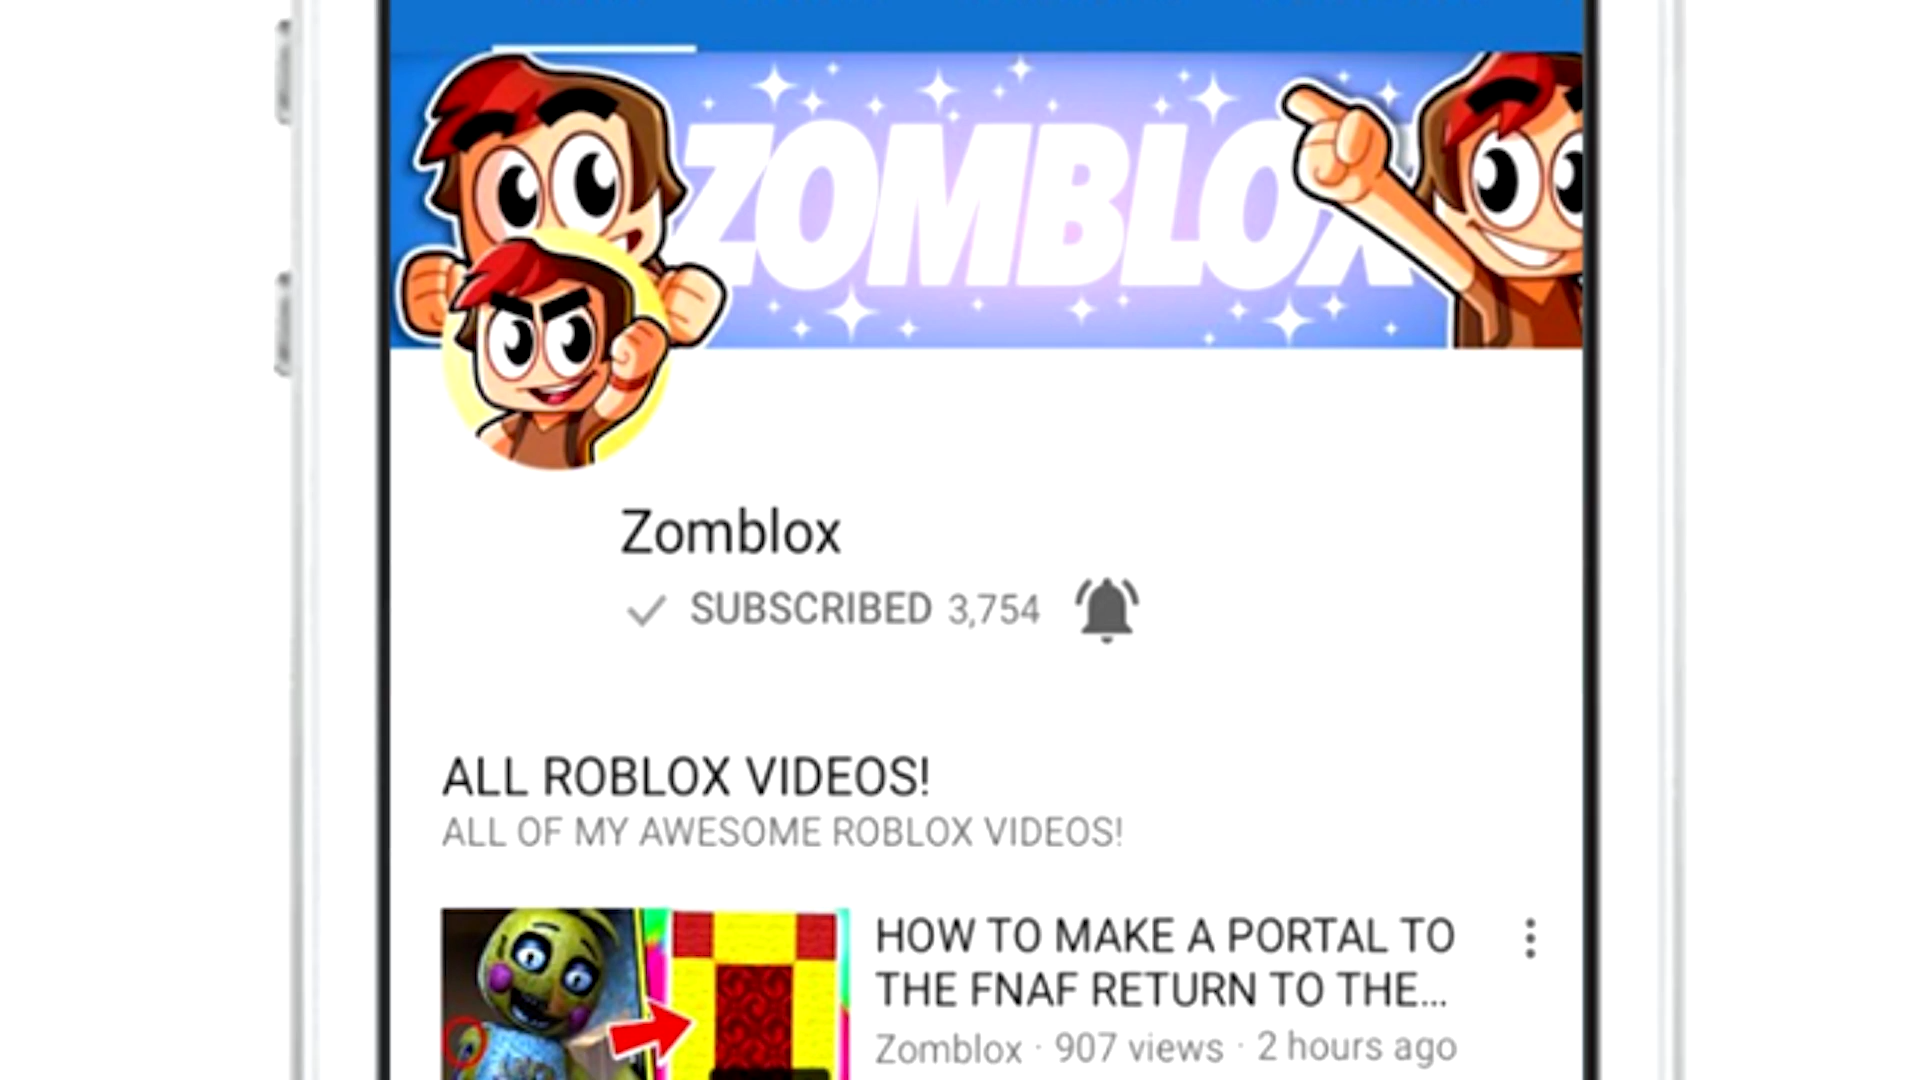 ZOMBLOX
Zomblox
SUBSCRIBED 3,754
ALL ROBLOX VIDEOS!
ALL OF MY AWESOME ROBLOX VIDEOS!
HOW TO MAKE A PORTAL TO
THE FNAF RETURN TO THE...
Zomblox · 907 views · 2 hours ago